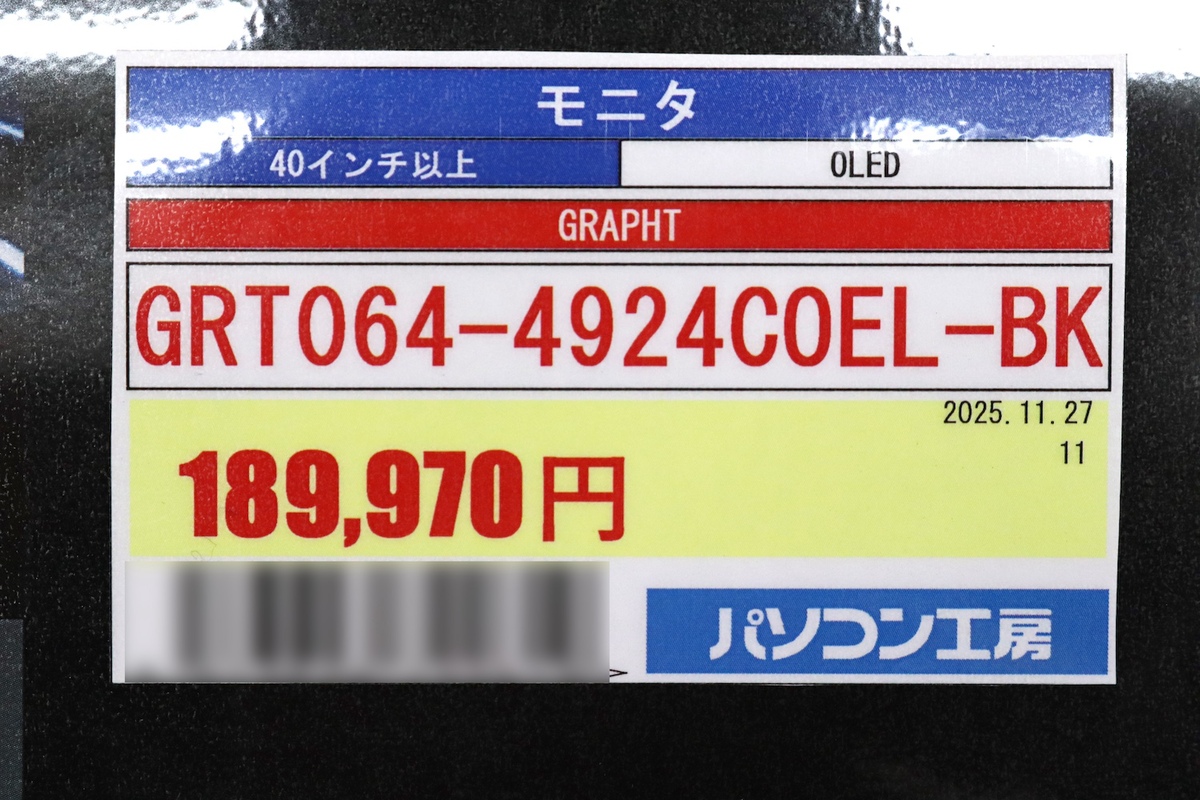 モニタ
40インチ以上 OLED
GRAPHT
GRT064-4924COEL-BK
2025.11.27
11
189,970円
パソコン工房